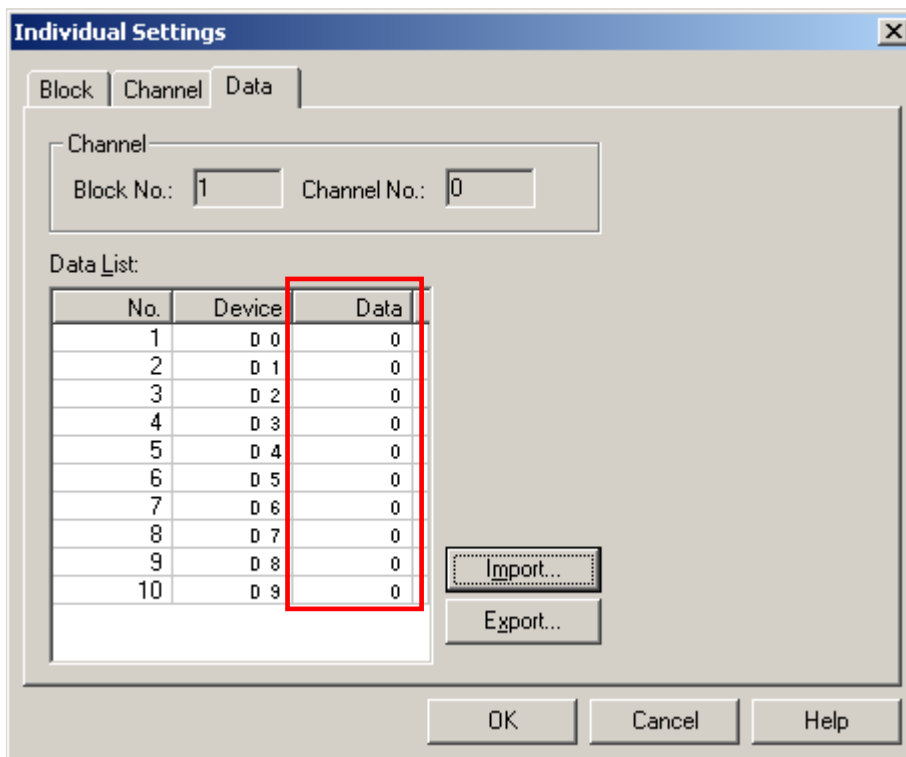 Individual Settings
Block Channel Data
Channel
Block No.: 1 Channel No.: 0
Data List:
No. Device Data
1 D 0 0
2 D 1 0
3 D 2 0
4 D 3 0
5 D 4 0
6 D 5 0
7 D 6 0
8 D 7 0
9 D 8 0
10 D 9 0
Import...
Export...
OK Cancel Help